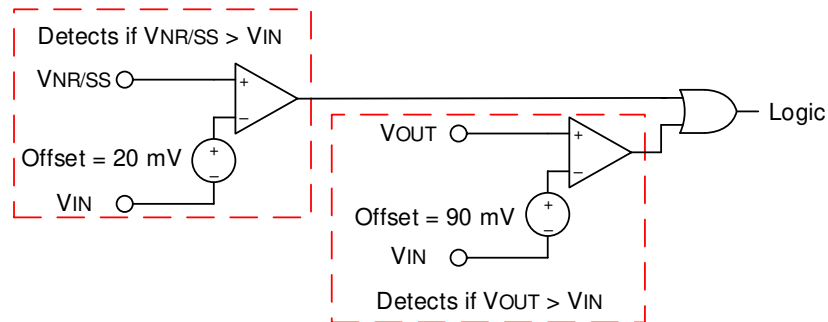 Detects if VNR/SS > VIN
VNR/SS
+
−
Offset = 20 mV
+
−
VIN
VOUT
+
−
Offset = 90 mV
+
−
VIN
Detects if VOUT > VIN
Logic